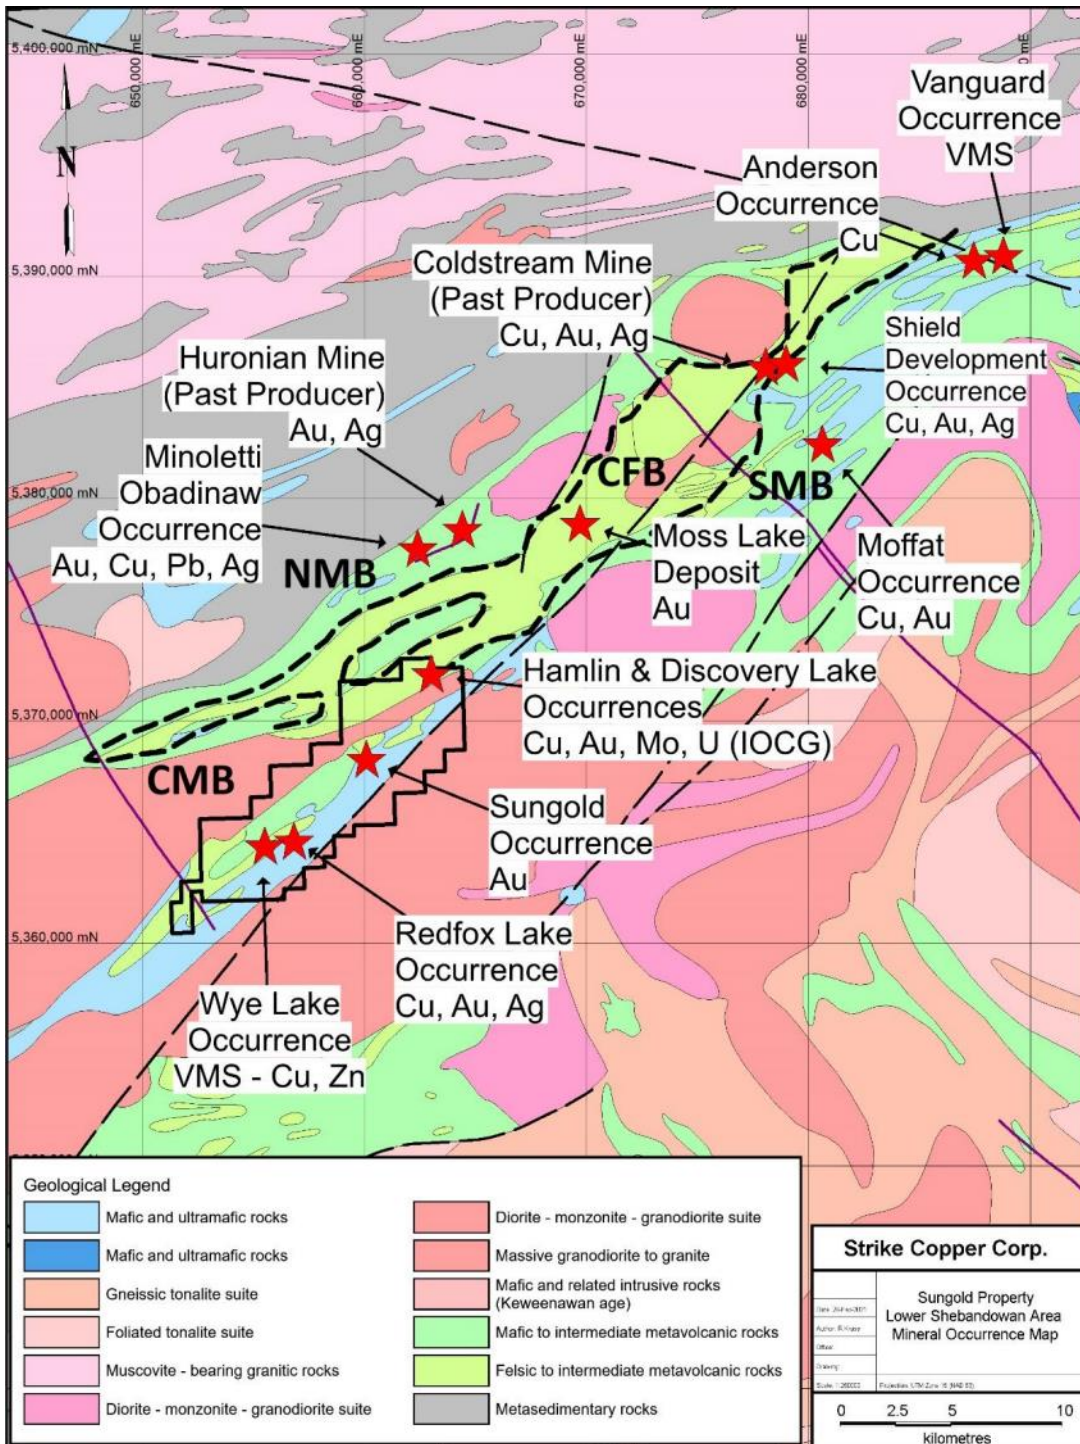 5,400,000 mN
650,000 mE
660,000 mE
670,000 mE
680,000 mE
N
Vanguard
Occurrence
VMS
Anderson
Occurrence
Cu
5,390,000 mN
Coldstream Mine
(Past Producer)
Cu, Au, Ag
Shield
Development
Occurrence
Cu, Au, Ag
Huronian Mine
(Past Producer)
Au, Ag
Minoletti
Obadinaw
Occurrence
Au, Cu, Pb, Ag
5,380,000 mN
CFB
SMB
NMB
Moss Lake
Deposit
Au
Moffat
Occurrence
Cu, Au
Hamlin & Discovery Lake
Occurrences
Cu, Au, Mo, U (IOCG)
5,370,000 mN
CMB
Sungold
Occurrence
Au
5,360,000 mN
Redfox Lake
Occurrence
Cu, Au, Ag
Wye Lake
Occurrence
VMS - Cu, Zn
Geological Legend
Mafic and ultramafic rocks
Mafic and ultramafic rocks
Gneissic tonalite suite
Foliated tonalite suite
Muscovite - bearing granitic rocks
Diorite - monzonite - granodiorite suite
Diorite - monzonite - granodiorite suite
Massive granodiorite to granite
Mafic and related intrusive rocks
(Keweenawan age)
Mafic to intermediate metavolcanic rocks
Felsic to intermediate metavolcanic rocks
Metasedimentary rocks
Strike Copper Corp.
Sungold Property
Lower Shebandowan Area
Mineral Occurrence Map
0 2.5 5 10
kilometres